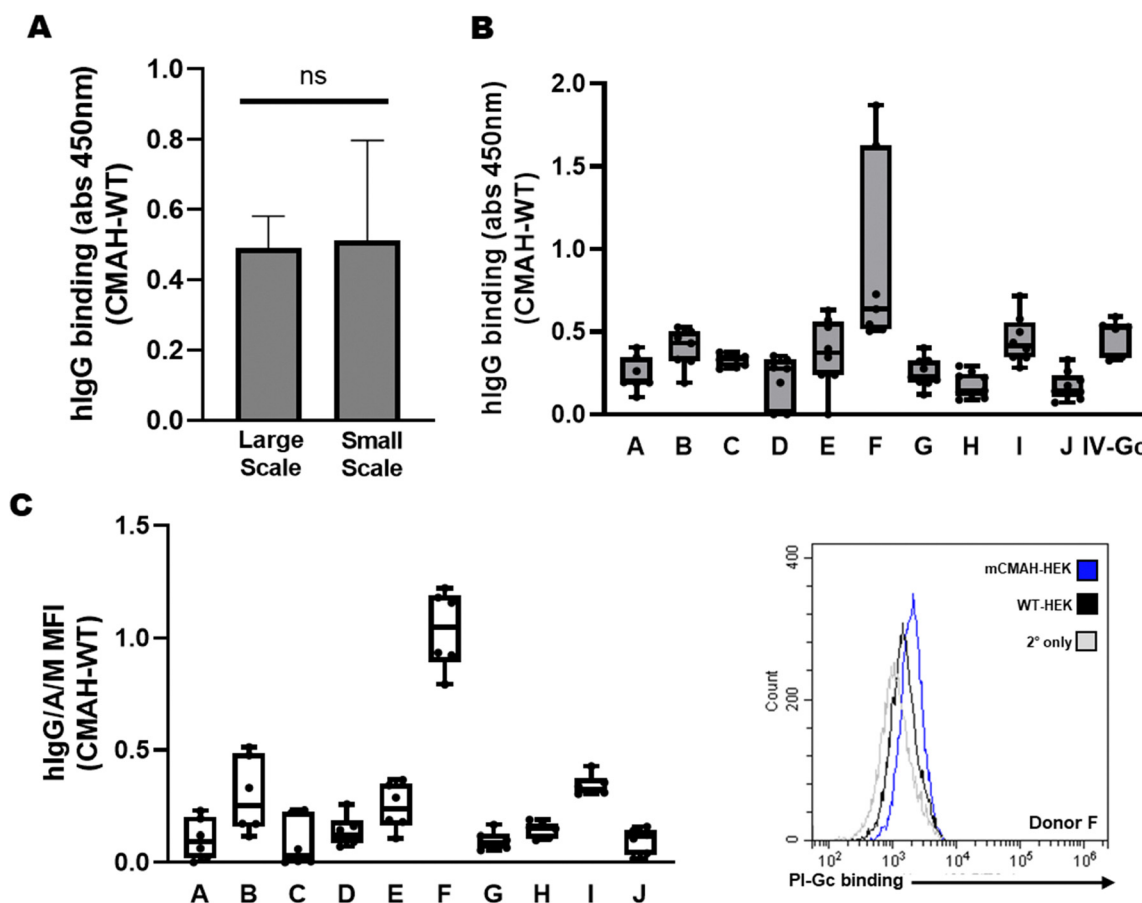 A
hIgG binding (abs 450nm)
(CMAH-WT)
1.0
0.8
0.6
0.4
0.2
0.0
ns
Large
Scale
Small
Scale
B
hIgG binding (abs 450nm)
(CMAH-WT)
2.0
1.5
1.0
0.5
0.0
A B C D E F G H I J IV-Gc
C
hIgG/A/M MFI
(CMAH-WT)
1.5
1.0
0.5
0.0
A B C D E F G H I J
Count
400
200
0
mCMAH-HEK
WT-HEK
2° only
Donor F
10² 10³ 10⁴ 10⁵ 10⁶
PI-Gc binding